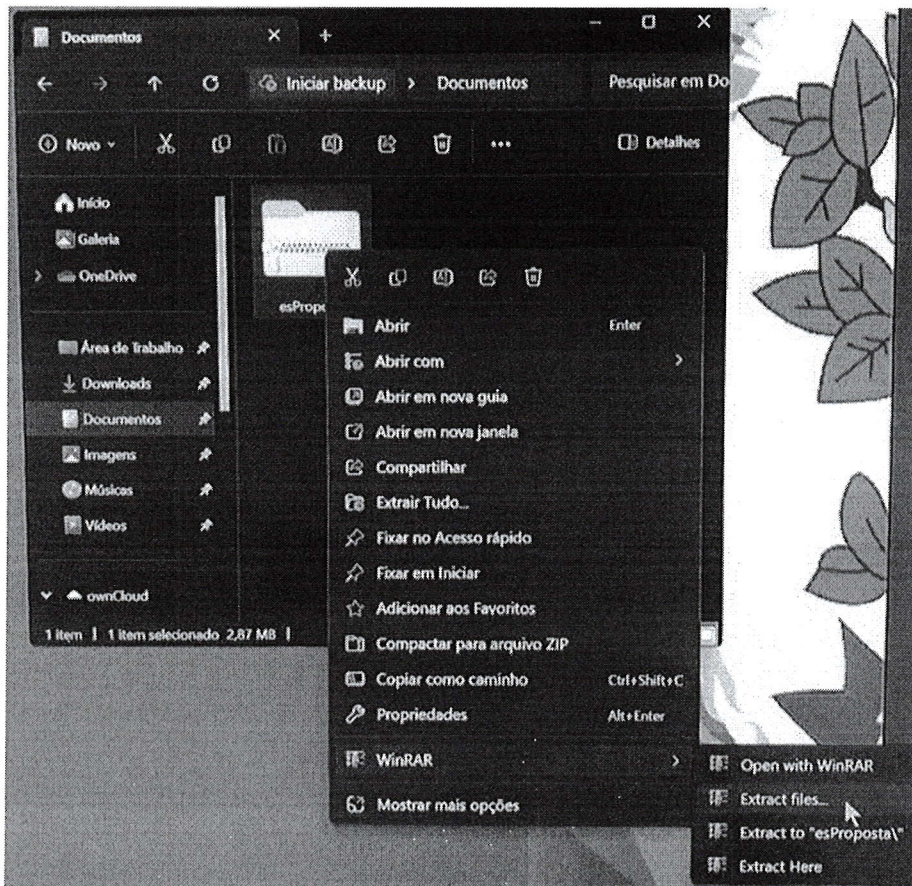 Documentos
Iniciar backup > Documentos
Pesquisar em Do
Novo
Detalhes
Início
Galeria
OneDrive
Área de Trabalho
Downloads
Documentos
Imagens
Músicas
Vídeos
ownCloud
1 item | 1 item selecionado 2,87 MB |
esPropo
Abrir Enter
Abrir com
Abrir em nova guia
Abrir em nova janela
Compartilhar
Extrair Tudo...
Fixar no Acesso rápido
Fixar em Iniciar
Adicionar aos Favoritos
Compactar para arquivo ZIP
Copiar como caminho Ctrl+Shift+C
Propriedades Alt+Enter
WinRAR
Mostrar mais opções
Open with WinRAR
Extract files...
Extract to "esProposta\"
Extract Here